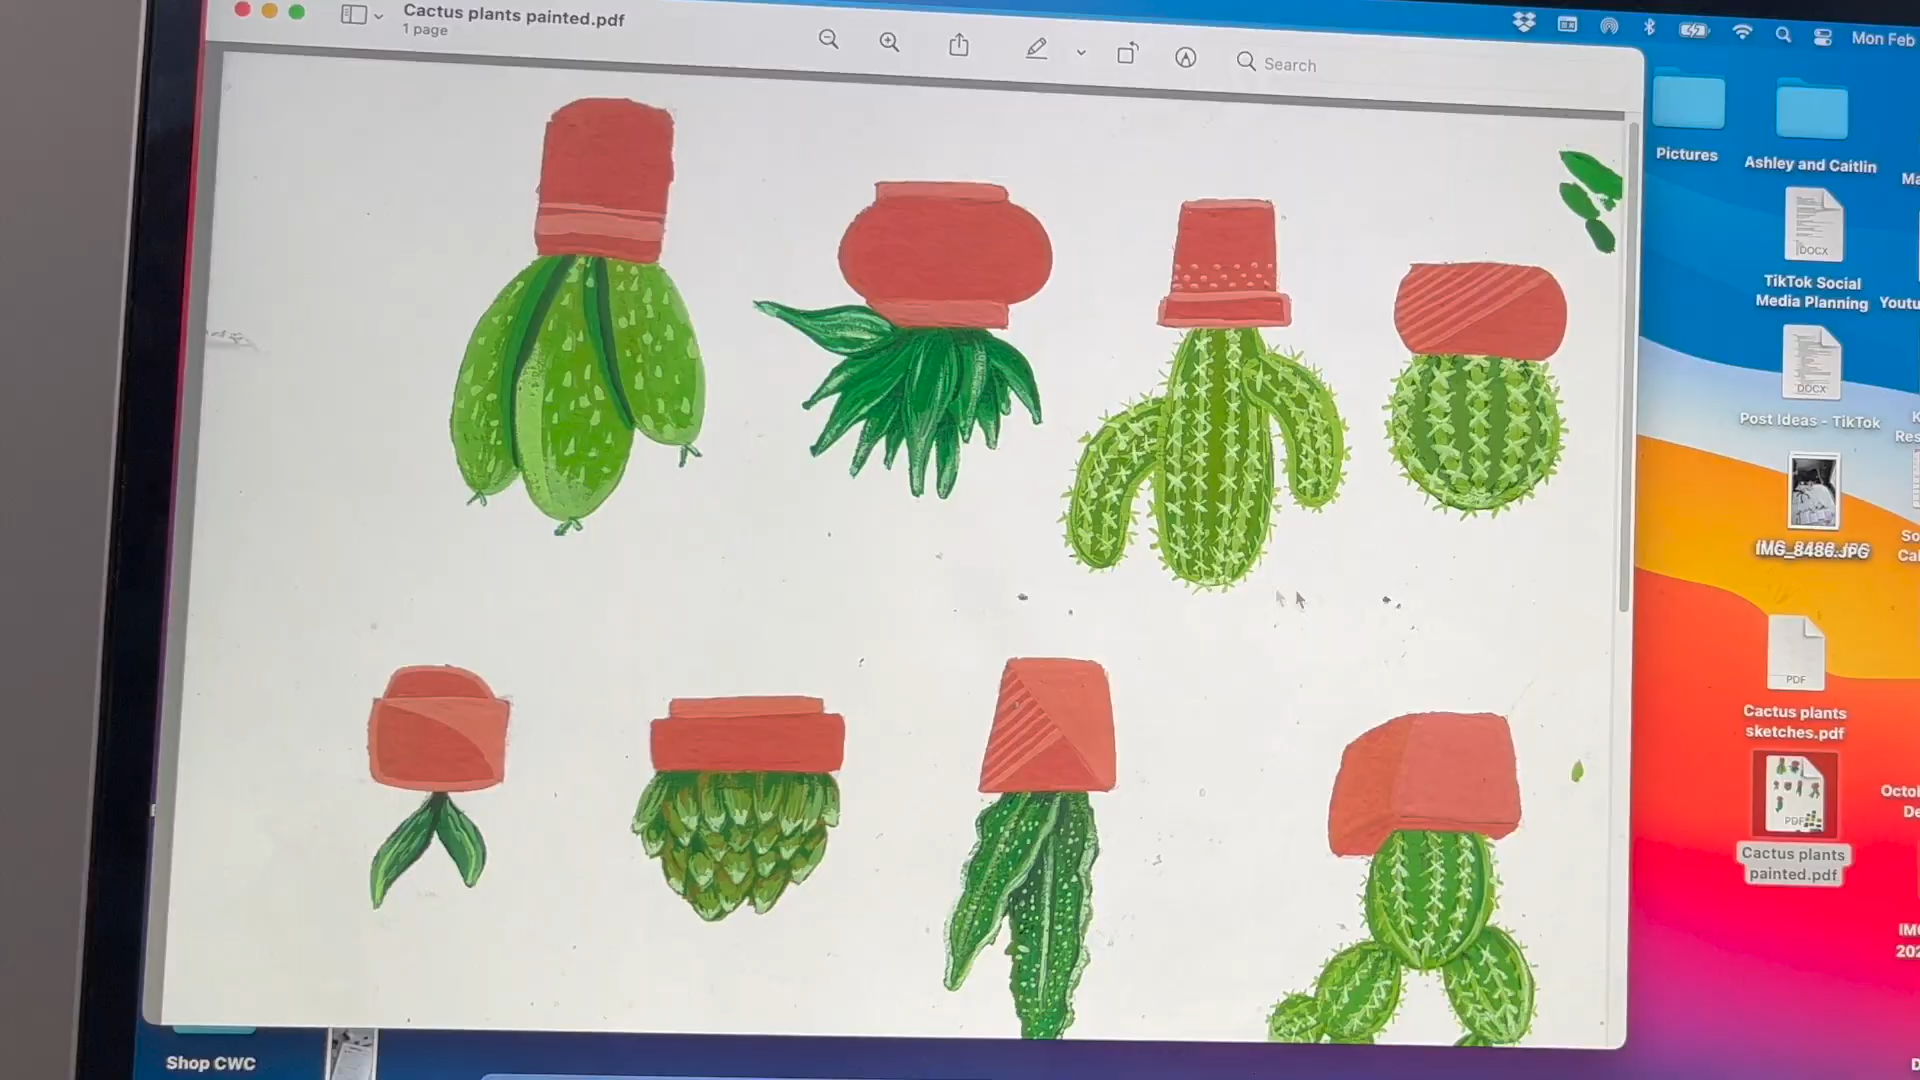 Cactus plants painted.pdf
1 page
Search
Mon Feb
Pictures
Ashley and Caitlin
DOCX
TikTok Social
Media Planning
DOCX
Post Ideas - TikTok
IMG_8486.JPG
PDF
Cactus plants
sketches.pdf
PDF
Cactus plants
painted.pdf
Shop CWC